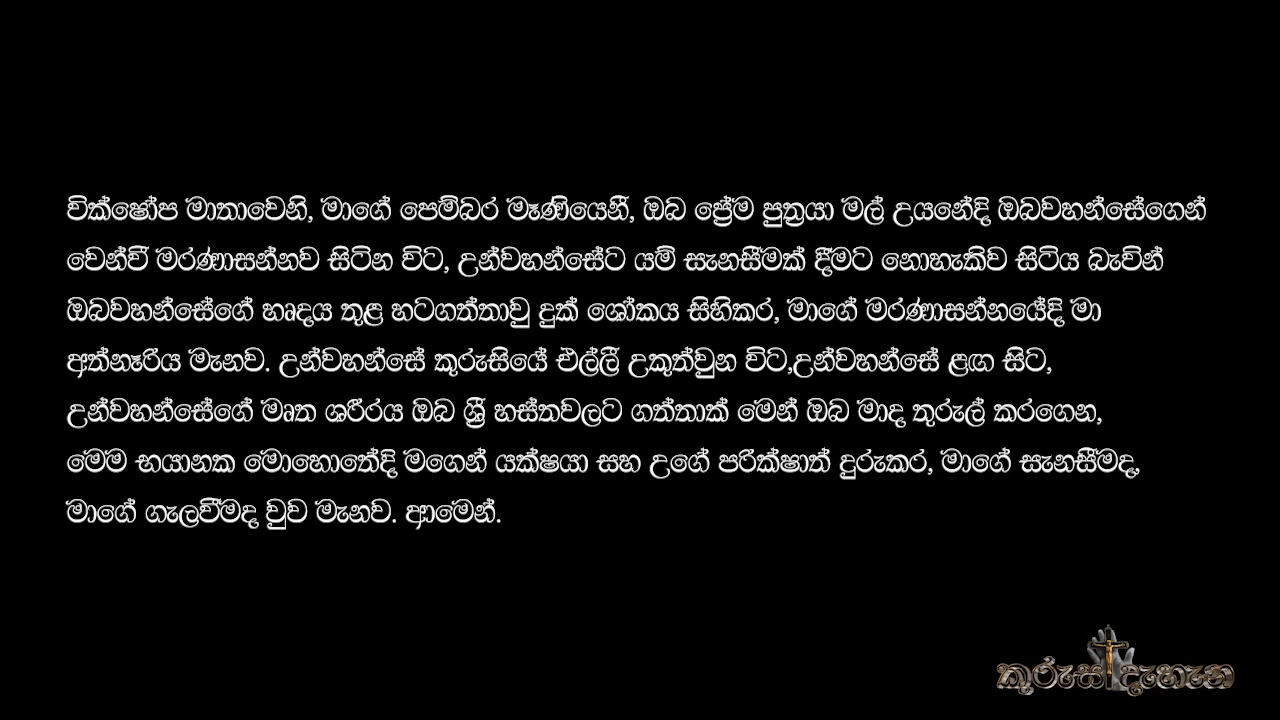 වික්ෂෝප මාතාවෙනි, මාගේ පෙම්බර මෑණියෙනී, ඔබ ප්‍රේම පුත්‍රයා මල් උයනේදි ඔබවහන්සේගෙන්
වෙන්වී මරණාසන්නව සිටින විට, උන්වහන්සේට යම් සැනසීමක් දීමට නොහැකිව සිටිය බැවින්
ඔබවහන්සේගේ හෘදය තුළ හටගත්තාවු දුක් ශෝකය සිහිකර, මාගේ මරණාසන්නයේදි මා
අත්නෑරිය මැනව. උන්වහන්සේ කුරුසියේ එල්ලී උකුත්වුන විට,උන්වහන්සේ ළඟ සිට,
උන්වහන්සේගේ මෘත ශරීරය ඔබ ශ්‍රී හස්තවලට ගත්තාක් මෙන් ඔබ මාද තුරුල් කරගෙන,
මෙම භයානක මොහොතේදි මගෙන් යක්ෂයා සහ උගේ පරික්ෂාත් දුරුකර, මාගේ සැනසීමද,
මාගේ ගැලවීමද වුව මැනව. ආමෙන්.
කුරුස දැහැන